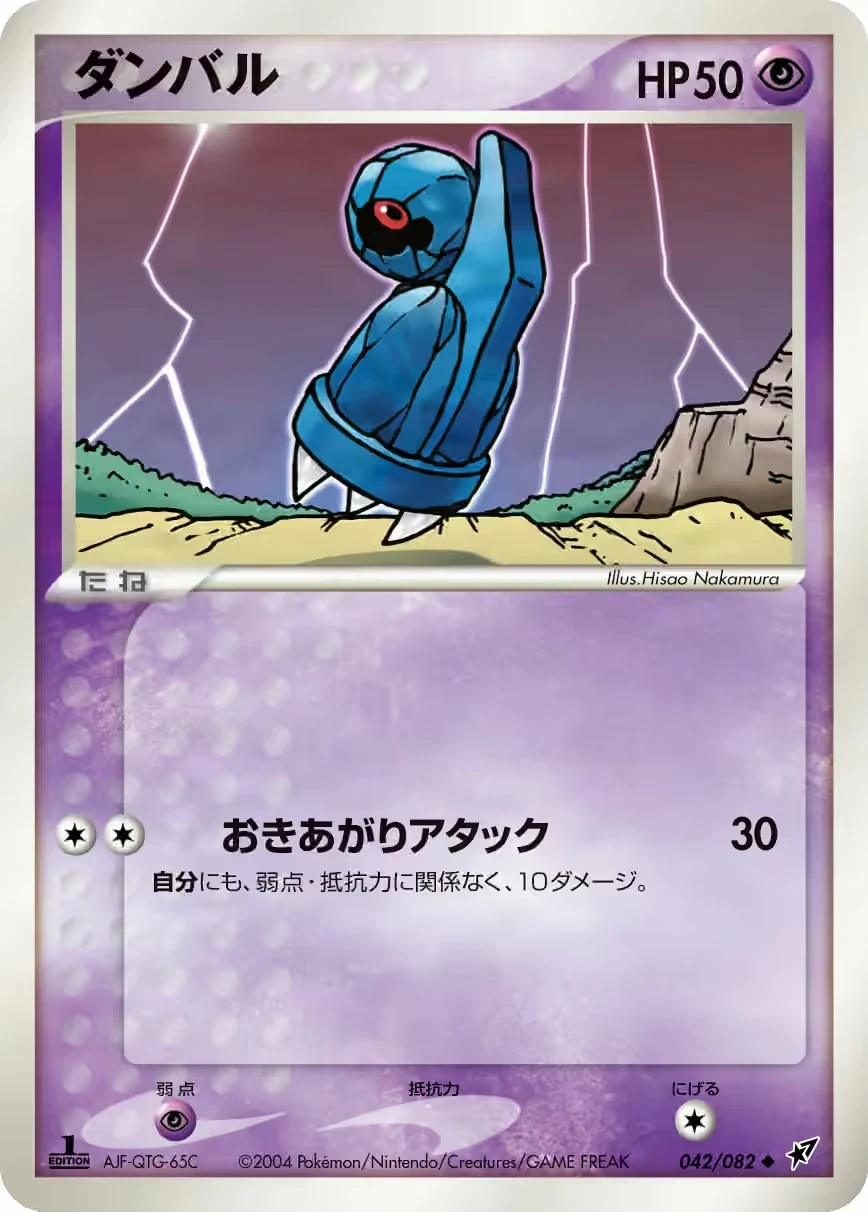 ダンバル HP50
たね
Illus.Hisao Nakamura
おきあがりアタック 30
自分にも、弱点・抵抗力に関係なく、10ダメージ。
弱点 抵抗力 にげる
1 EDITION AJF-QTG-65C ©2004 Pokémon/Nintendo/Creatures/GAME FREAK 042/082